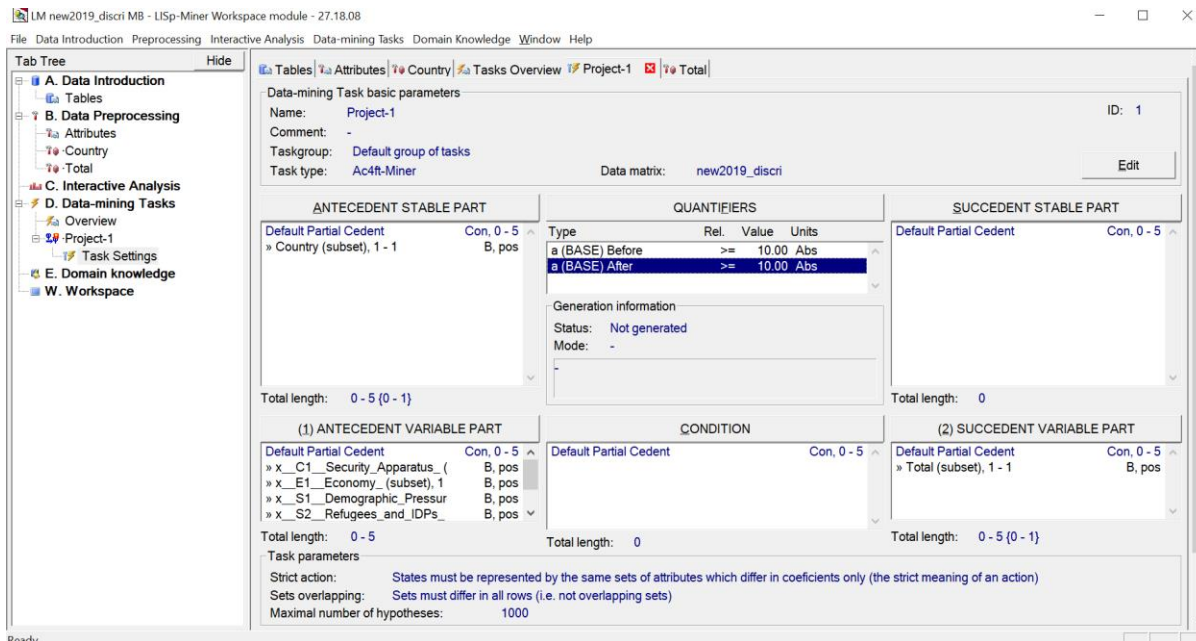 LM new2019_discri MB - LISp-Miner Workspace module - 27.18.08
File Data Introduction Preprocessing Interactive Analysis Data-mining Tasks Domain Knowledge Window Help
Tab Tree Hide
A. Data Introduction
Tables
B. Data Preprocessing
Attributes
·Country
·Total
C. Interactive Analysis
D. Data-mining Tasks
Overview
·Project-1
Task Settings
E. Domain knowledge
W. Workspace
Tables Attributes Country Tasks Overview Project-1 Total
Data-mining Task basic parameters
Name: Project-1 ID: 1
Comment: -
Taskgroup: Default group of tasks
Task type: Ac4ft-Miner Data matrix: new2019_discri Edit
ANTECEDENT STABLE PART
Default Partial Cedent Con, 0 - 5
» Country (subset), 1 - 1 B, pos
Total length: 0 - 5 {0 - 1}
QUANTIFIERS
Type Rel. Value Units
a (BASE) Before >= 10.00 Abs
a (BASE) After >= 10.00 Abs
Generation information
Status: Not generated
Mode: -
-
SUCCEDENT STABLE PART
Default Partial Cedent Con, 0 - 5
Total length: 0
(1) ANTECEDENT VARIABLE PART
Default Partial Cedent Con, 0 - 5
» x__C1__Security_Apparatus_ ( B, pos
» x__E1__Economy_ (subset), 1 B, pos
» x__S1__Demographic_Pressur B, pos
» x__S2__Refugees_and_IDPs_ B, pos
Total length: 0 - 5
CONDITION
Default Partial Cedent Con, 0 - 5
Total length: 0
(2) SUCCEDENT VARIABLE PART
Default Partial Cedent Con, 0 - 5
» Total (subset), 1 - 1 B, pos
Total length: 0 - 5 {0 - 1}
Task parameters
Strict action: States must be represented by the same sets of attributes which differ in coeficients only (the strict meaning of an action)
Sets overlapping: Sets must differ in all rows (i.e. not overlapping sets)
Maximal number of hypotheses: 1000
Ready